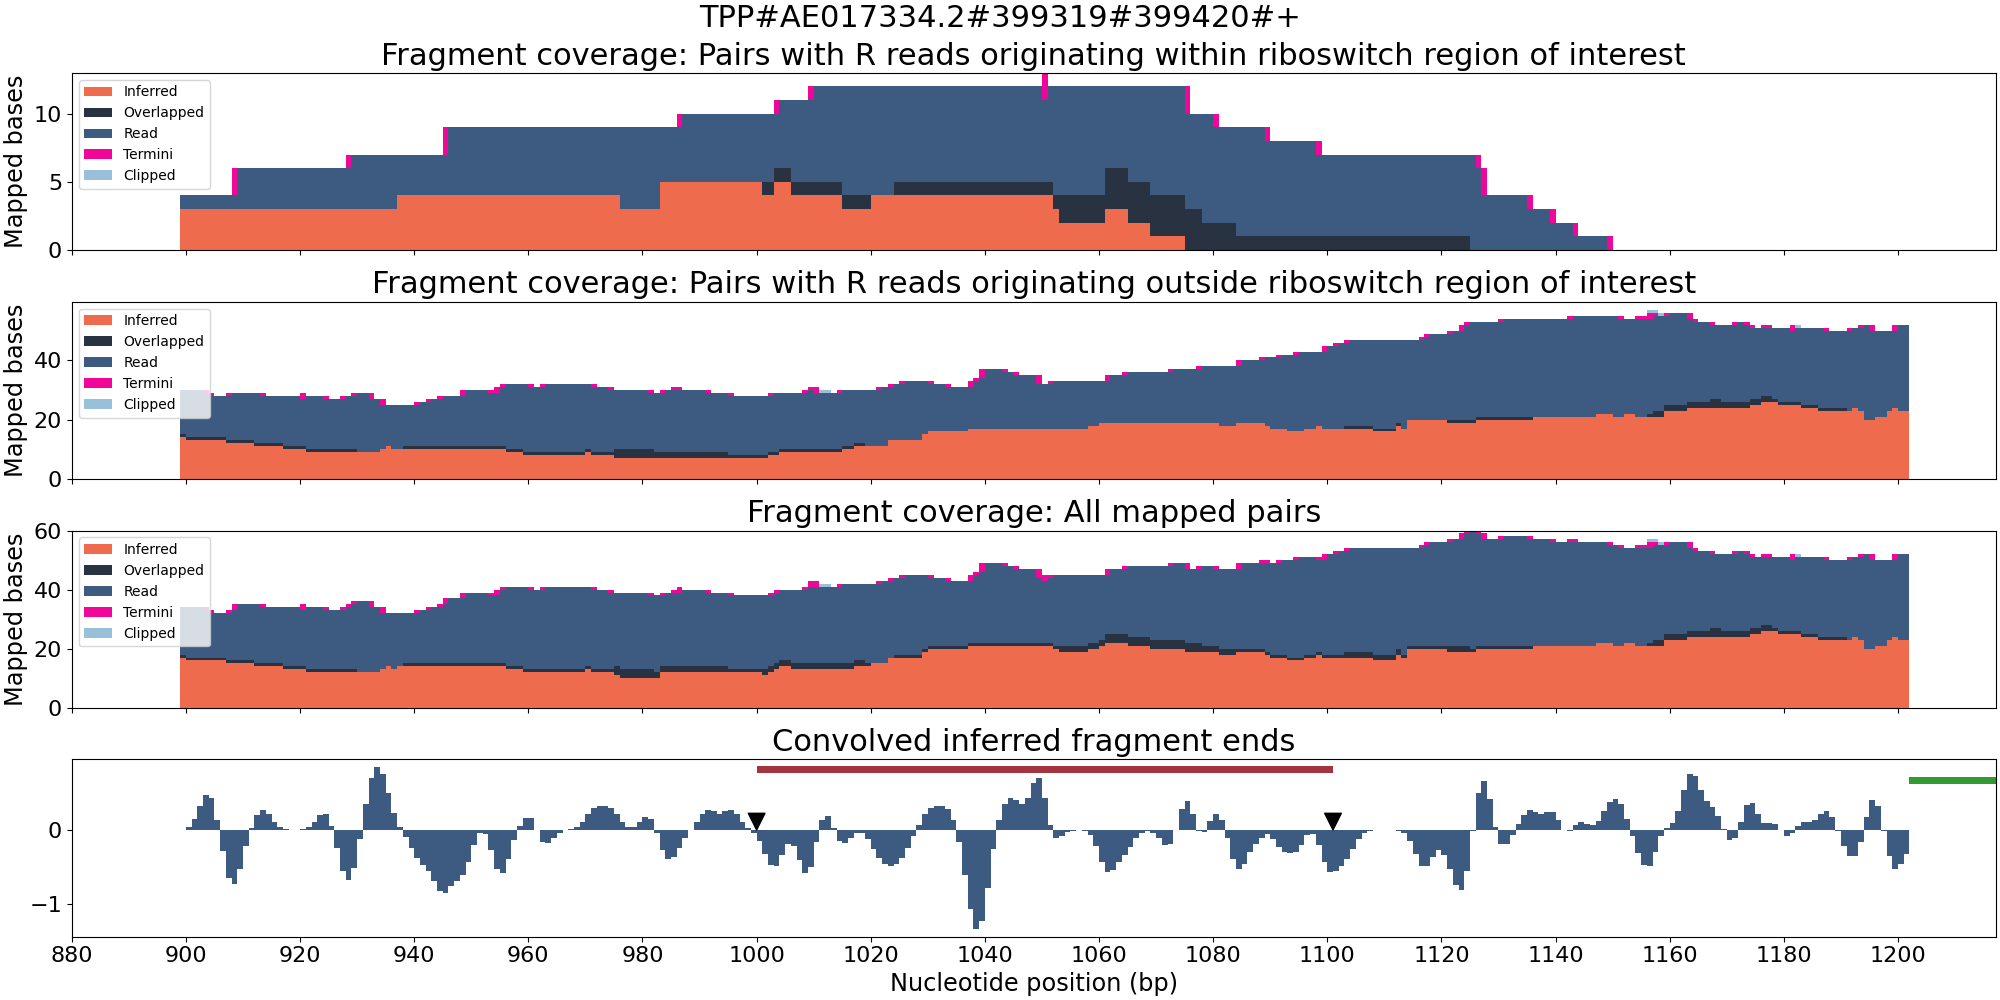 TPP#AE017334.2#399319#399420#+
Fragment coverage: Pairs with R reads originating within riboswitch region of interest
Mapped bases
10
5
0
Inferred
Overlapped
Read
Termini
Clipped
Fragment coverage: Pairs with R reads originating outside riboswitch region of interest
Mapped bases
40
20
0
Inferred
Overlapped
Read
Termini
Clipped
Fragment coverage: All mapped pairs
Mapped bases
60
40
20
0
Inferred
Overlapped
Read
Termini
Clipped
Convolved inferred fragment ends
0
−1
880 900 920 940 960 980 1000 1020 1040 1060 1080 1100 1120 1140 1160 1180 1200
Nucleotide position (bp)